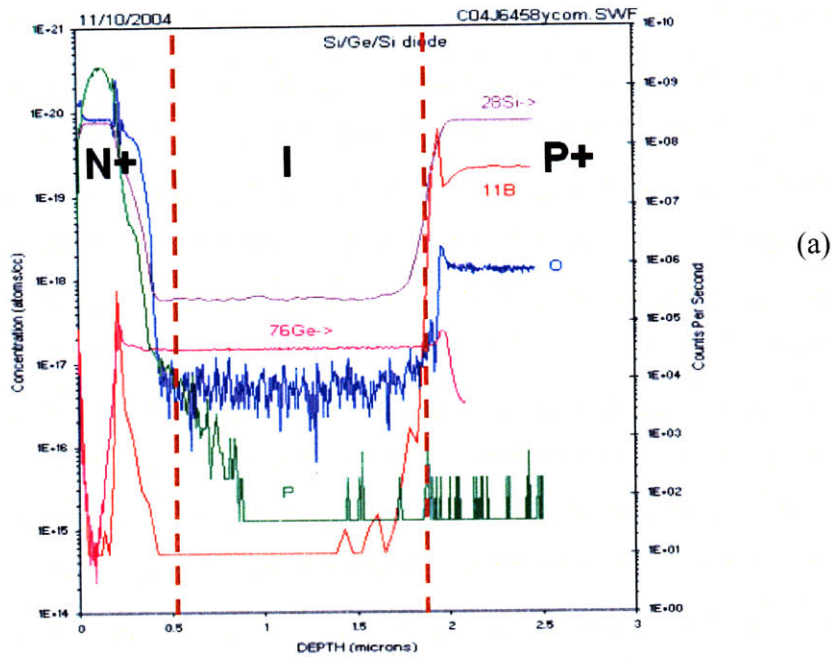 11/10/2004 C04J6458ycom.SWF
Si/Ge/Si diode
1E+21
1E+20
1E+19
1E+18
1E+17
1E+16
1E+15
1E+14
Concentration (atoms/cc)
1E+10
1E+09
1E+08
1E+07
1E+06
1E+05
1E+04
1E+03
1E+02
1E+01
1E+00
Counts Per Second
N+ I P+
28Si->
11B
O
76Ge->
P
0 0.5 1 1.5 2 2.5 3
DEPTH (microns)
(a)